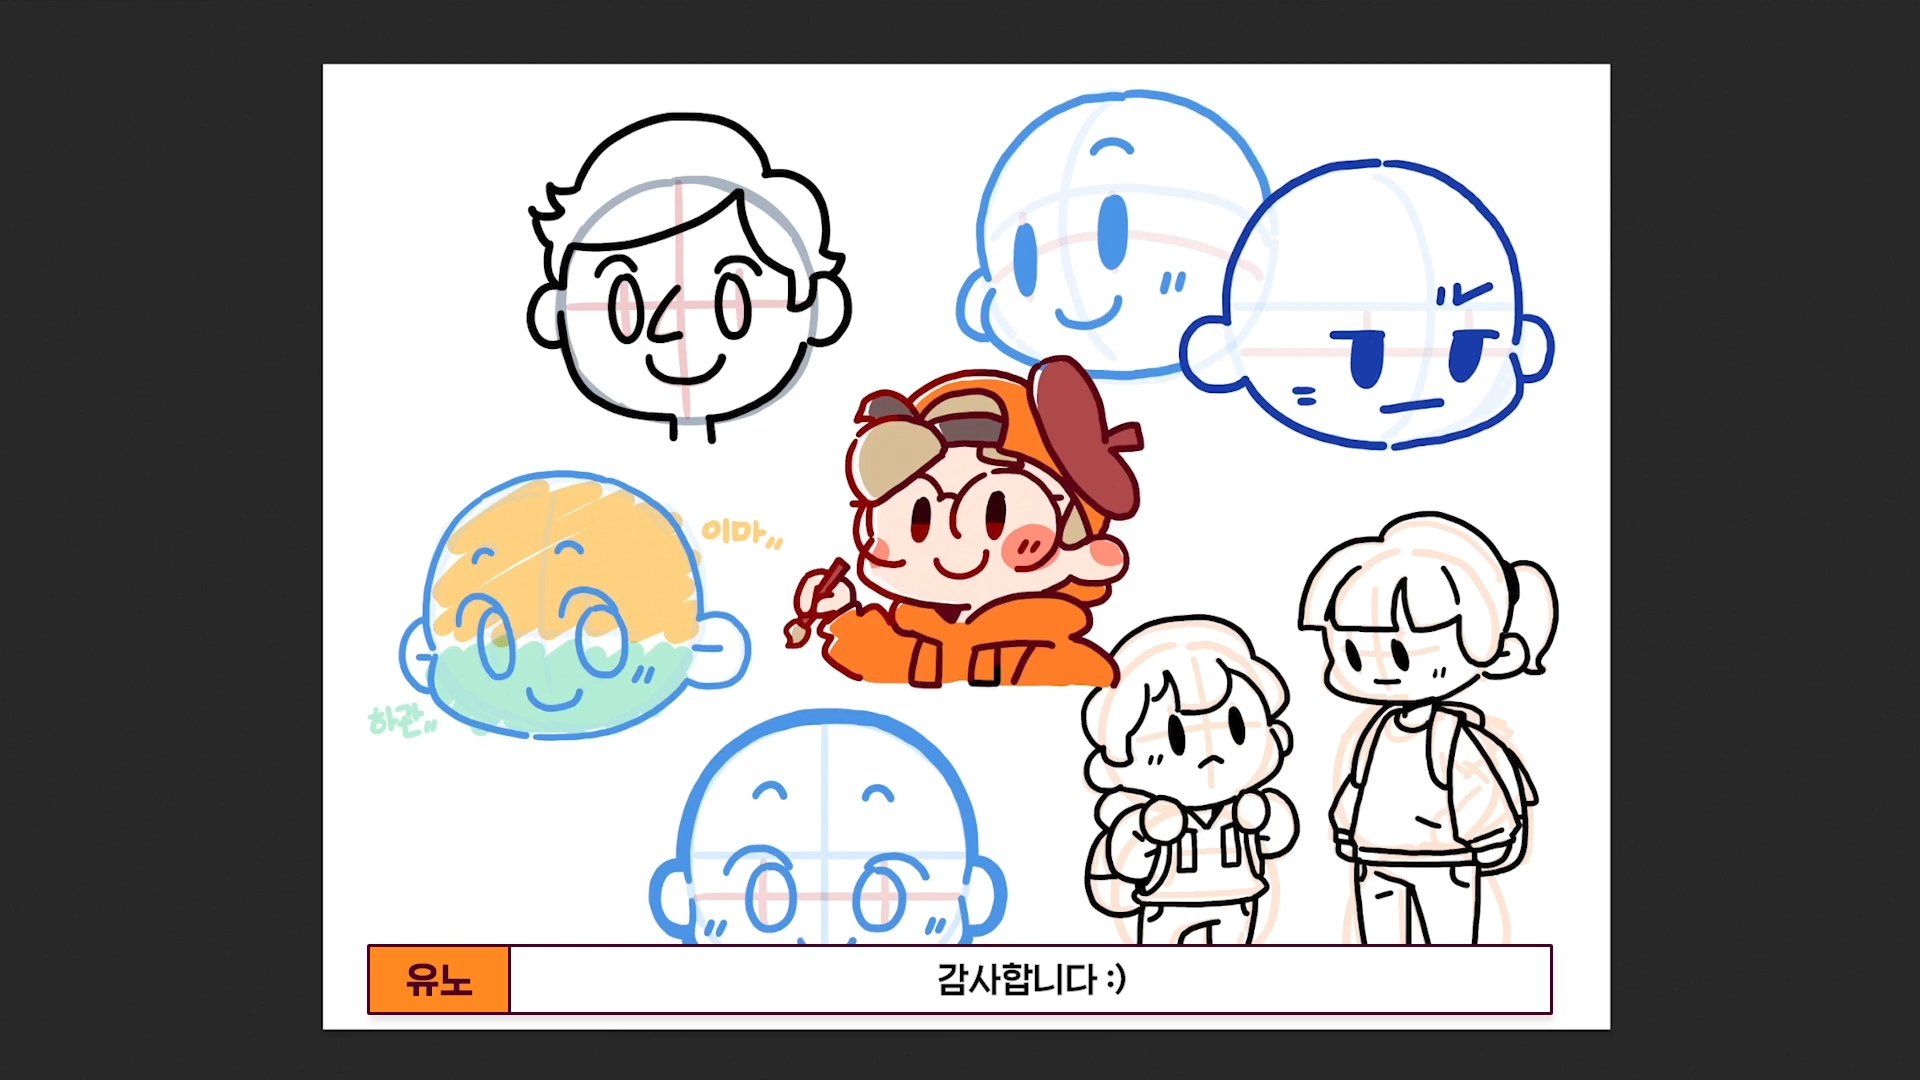 이마
하관
유노
감사합니다 :)